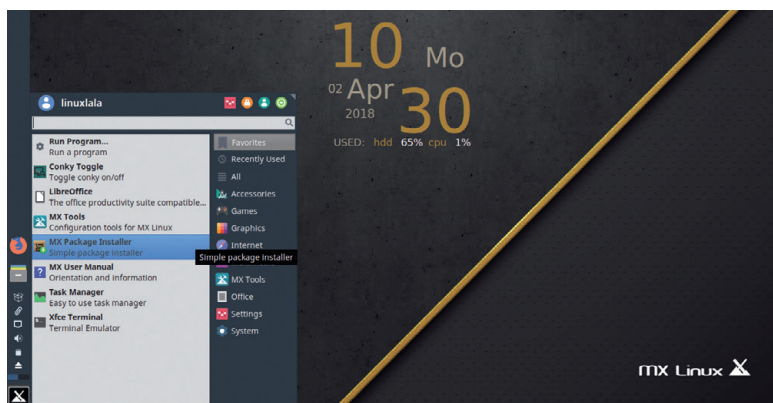 10 Mo
02 Apr 30
2018
USED: hdd 65% cpu 1%
linuxlala
Run Program...
Run a program
Conky Toggle
Toggle conky on/off
LibreOffice
The office productivity suite compatible...
MX Tools
Configuration tools for MX Linux
MX Package Installer
Simple package installer
MX User Manual
Orientation and information
Task Manager
Easy to use task manager
Xfce Terminal
Terminal Emulator
Favorites
Recently Used
All
Accessories
Games
Graphics
Internet
Simple package installer
MX Tools
Office
Settings
System
MX Linux